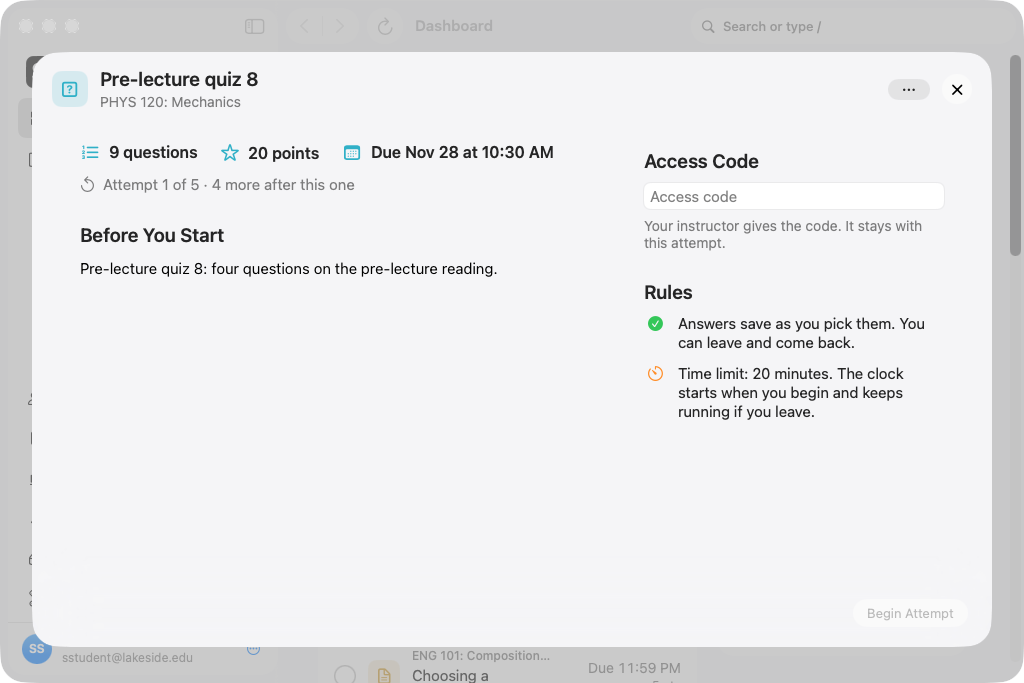 Dashboard
Search or type /
Pre-lecture quiz 8
PHYS 120: Mechanics
9 questions
20 points
Due Nov 28 at 10:30 AM
Attempt 1 of 5 · 4 more after this one
Before You Start
Pre-lecture quiz 8: four questions on the pre-lecture reading.
Access Code
Access code
Your instructor gives the code. It stays with
this attempt.
Rules
Answers save as you pick them. You
can leave and come back.
Time limit: 20 minutes. The clock
starts when you begin and keeps
running if you leave.
Begin Attempt
SS
sstudent@lakeside.edu
ENG 101: Composition...
Choosing a
Due 11:59 PM